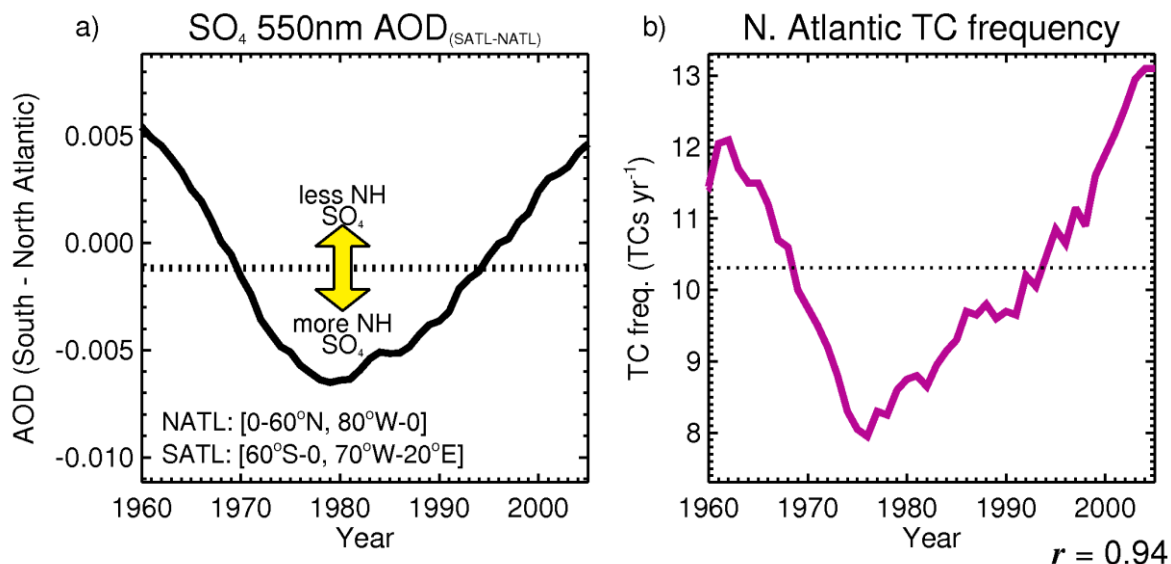 a) SO₄ 550nm AOD(SATL-NATL)
AOD (South - North Atlantic)
0.005
0.000
-0.005
-0.010
less NH
SO₄
more NH
SO₄
NATL: [0-60°N, 80°W-0]
SATL: [60°S-0, 70°W-20°E]
1960 1970 1980 1990 2000
Year
b) N. Atlantic TC frequency
TC freq. (TCs yr⁻¹)
13
12
11
10
9
8
1960 1970 1980 1990 2000
Year
r = 0.94